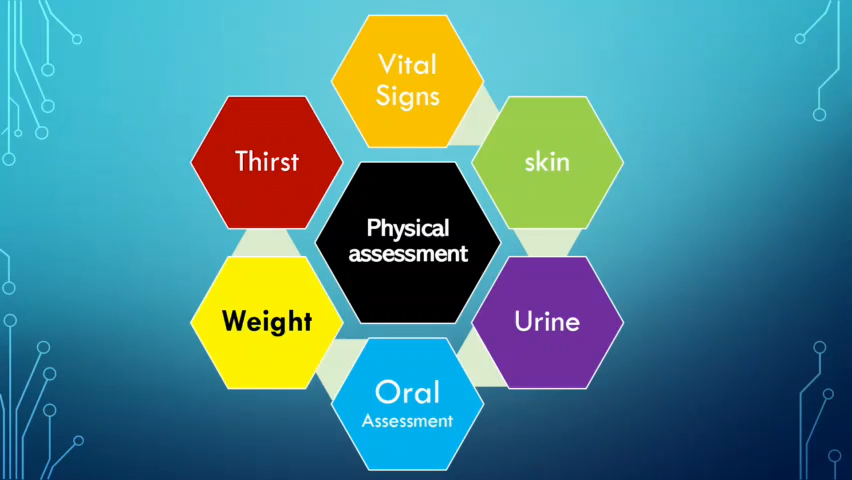 Vital
Signs
Thirst
skin
Physical
assessment
Weight
Urine
Oral
Assessment